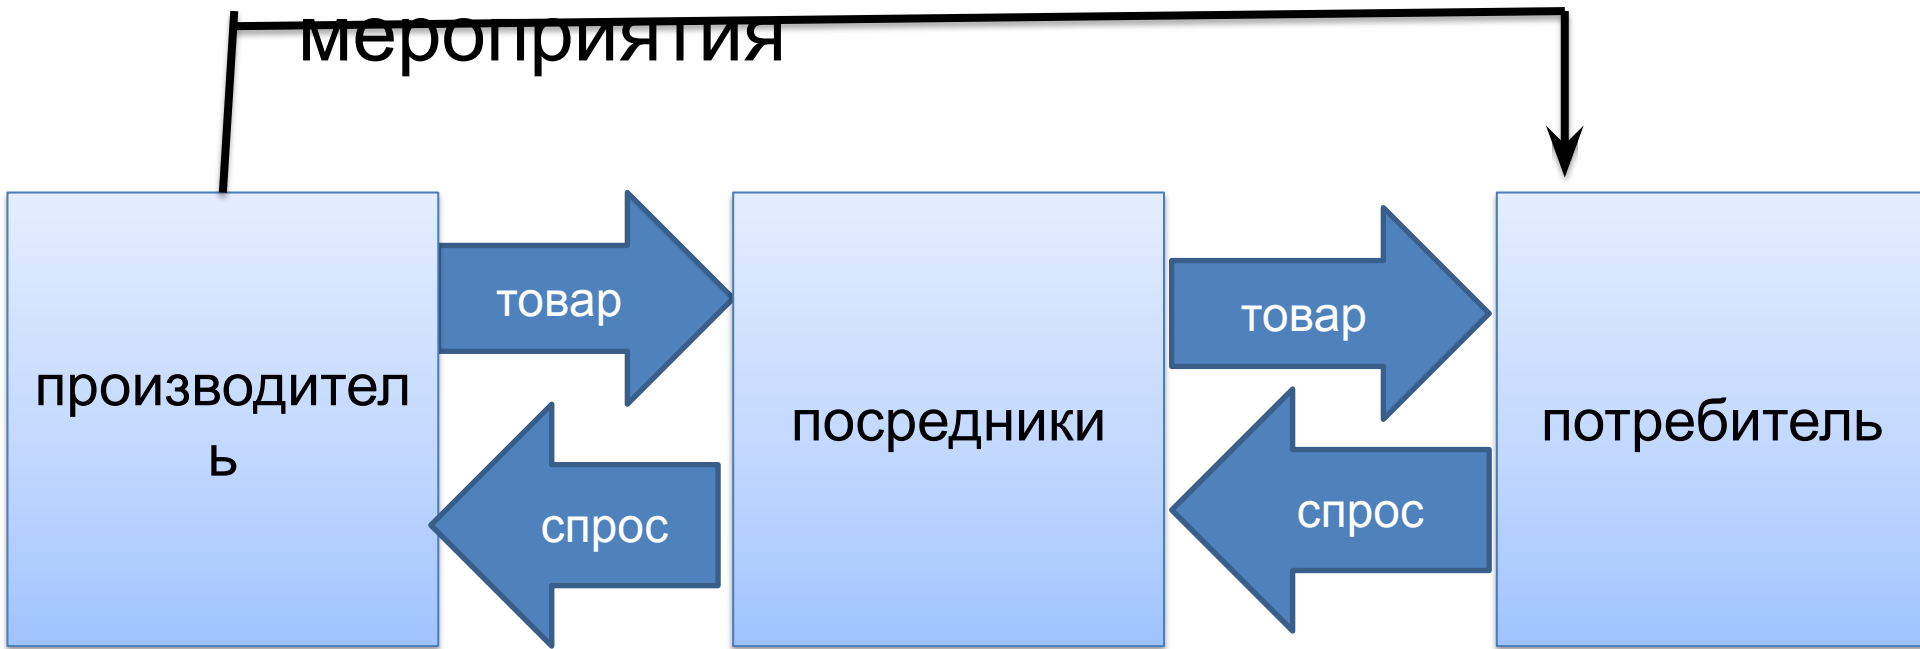 мероприятия
производител
ь
товар
спрос
посредники
товар
спрос
потребитель